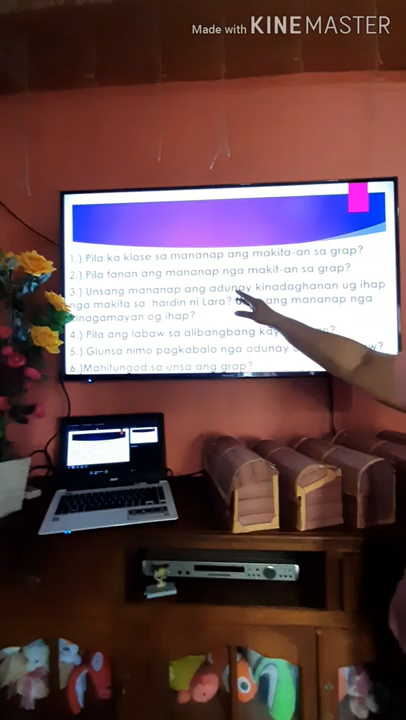 Made with KINEMASTER
1.) Pila ka klase sa mananap ang makita-an sa grap?
2.) Pila tanan ang mananap nga makit-an sa grap?
3.) Unsang mananap ang adunay kinadaghanan ug ihap
nga makita sa hardin ni Lara? ang mananap nga
kinagamayan og ihap?
4.) Pila ang labaw sa alibangbang
5.) Giunsa nimo pagkabalo nga adunay
6.)Mahitungod sa unsa ang grap?
acer